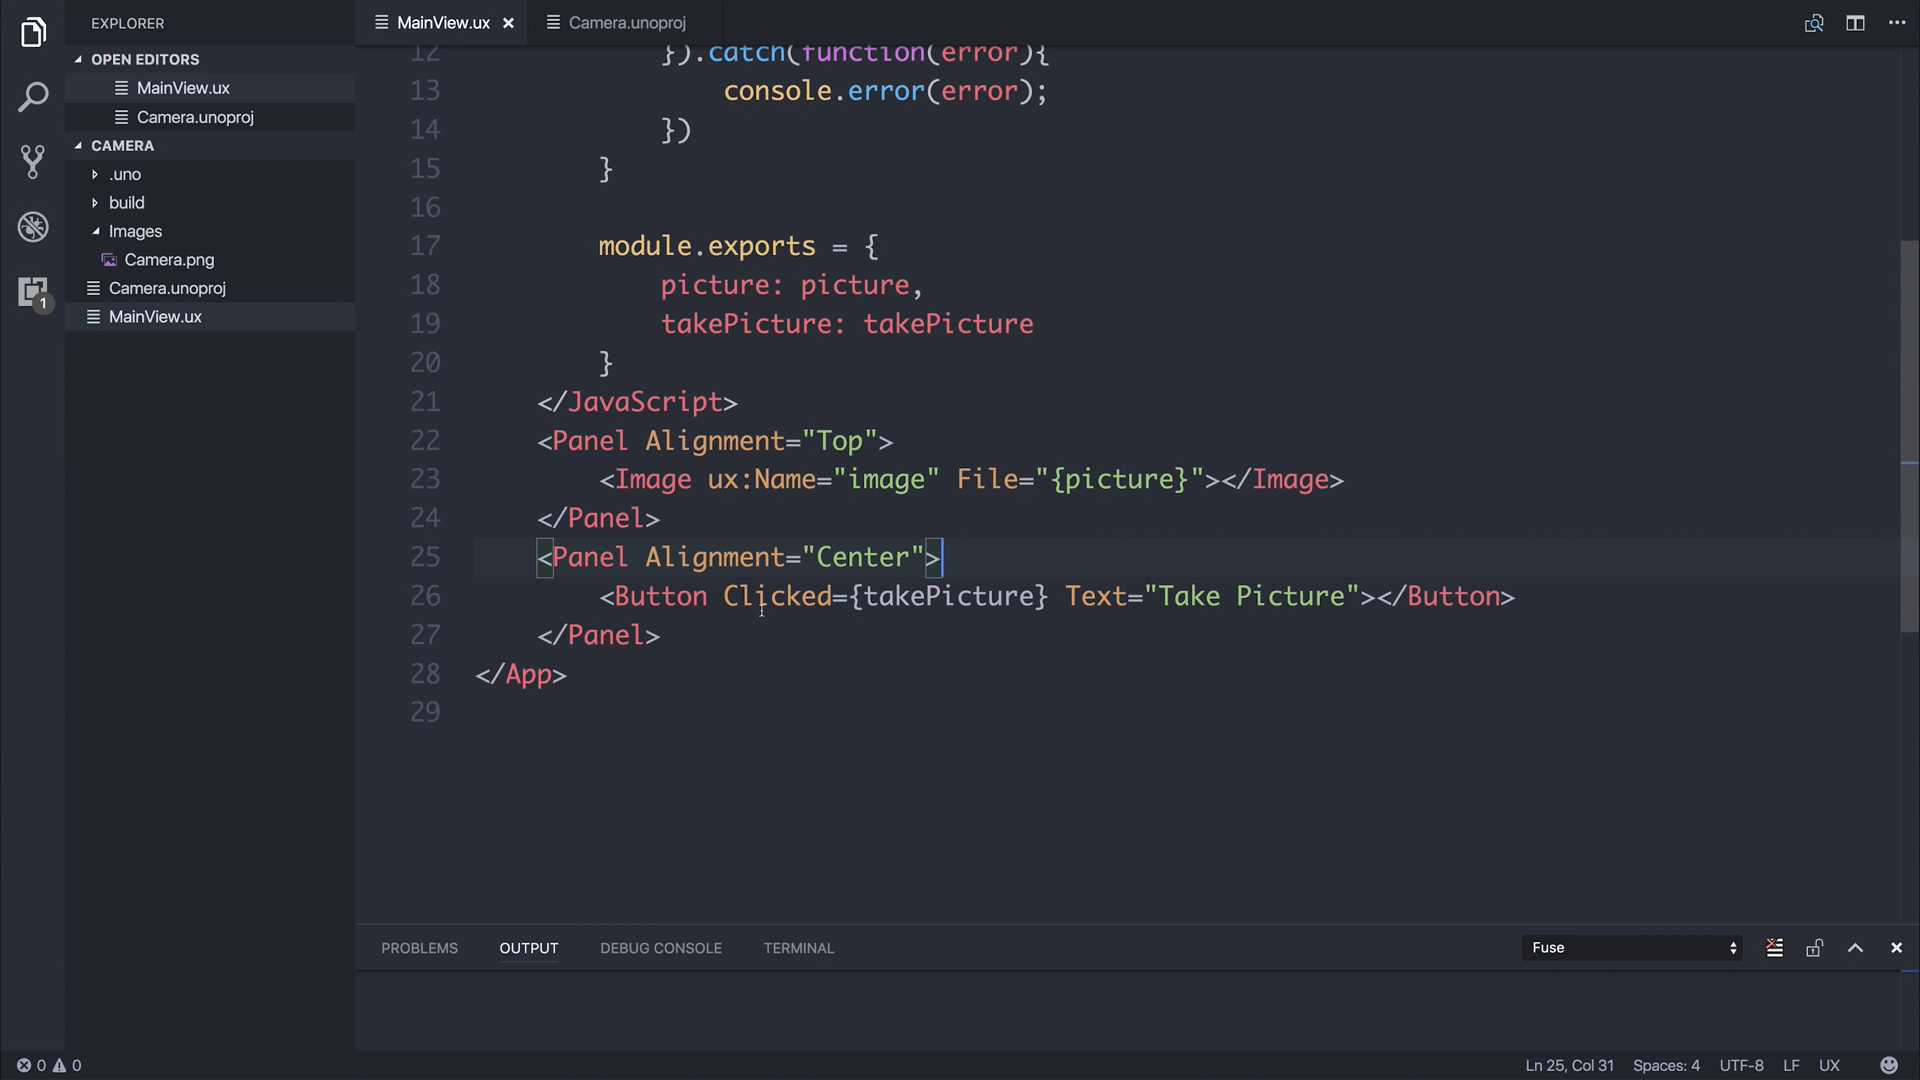 EXPLORER
OPEN EDITORS
MainView.ux
Camera.unoproj
CAMERA
.uno
build
Images
Camera.png
Camera.unoproj
MainView.ux
1
MainView.ux
Camera.unoproj
12 }).catch(function(error){
13 console.error(error);
14 })
15 }
16
17 module.exports = {
18 picture: picture,
19 takePicture: takePicture
20 }
21 </JavaScript>
22 <Panel Alignment="Top">
23 <Image ux:Name="image" File="{picture}"></Image>
24 </Panel>
25 <Panel Alignment="Center">
26 <Button Clicked={takePicture} Text="Take Picture"></Button>
27 </Panel>
28 </App>
29
PROBLEMS OUTPUT DEBUG CONSOLE TERMINAL Fuse
0 0 Ln 25, Col 31 Spaces: 4 UTF-8 LF UX